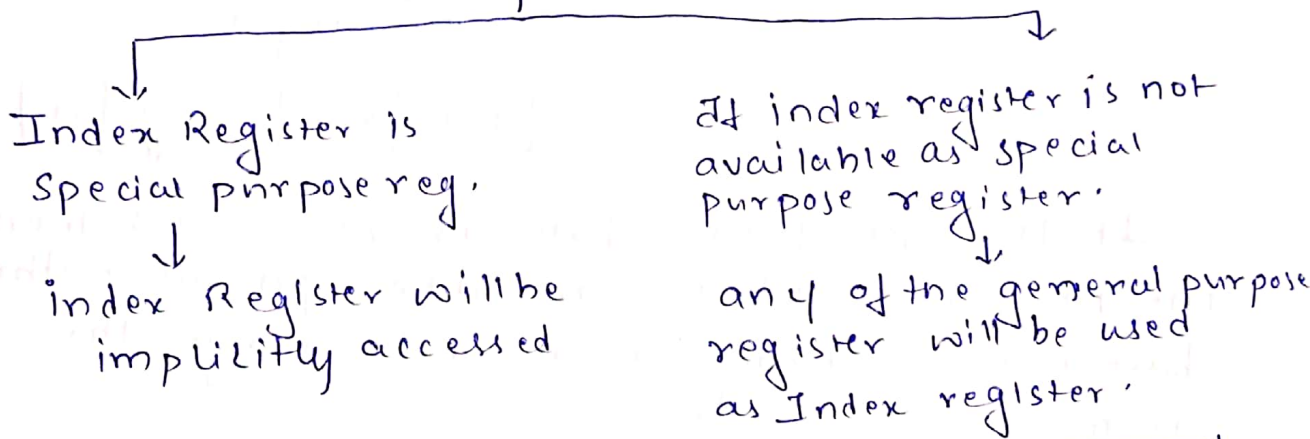 Index Register is
Special purpose reg.
↓
index Register will be
implicitly accessed
If index register is not
available as special
purpose register.
↓
any of the general purpose
register will be used
as Index register.